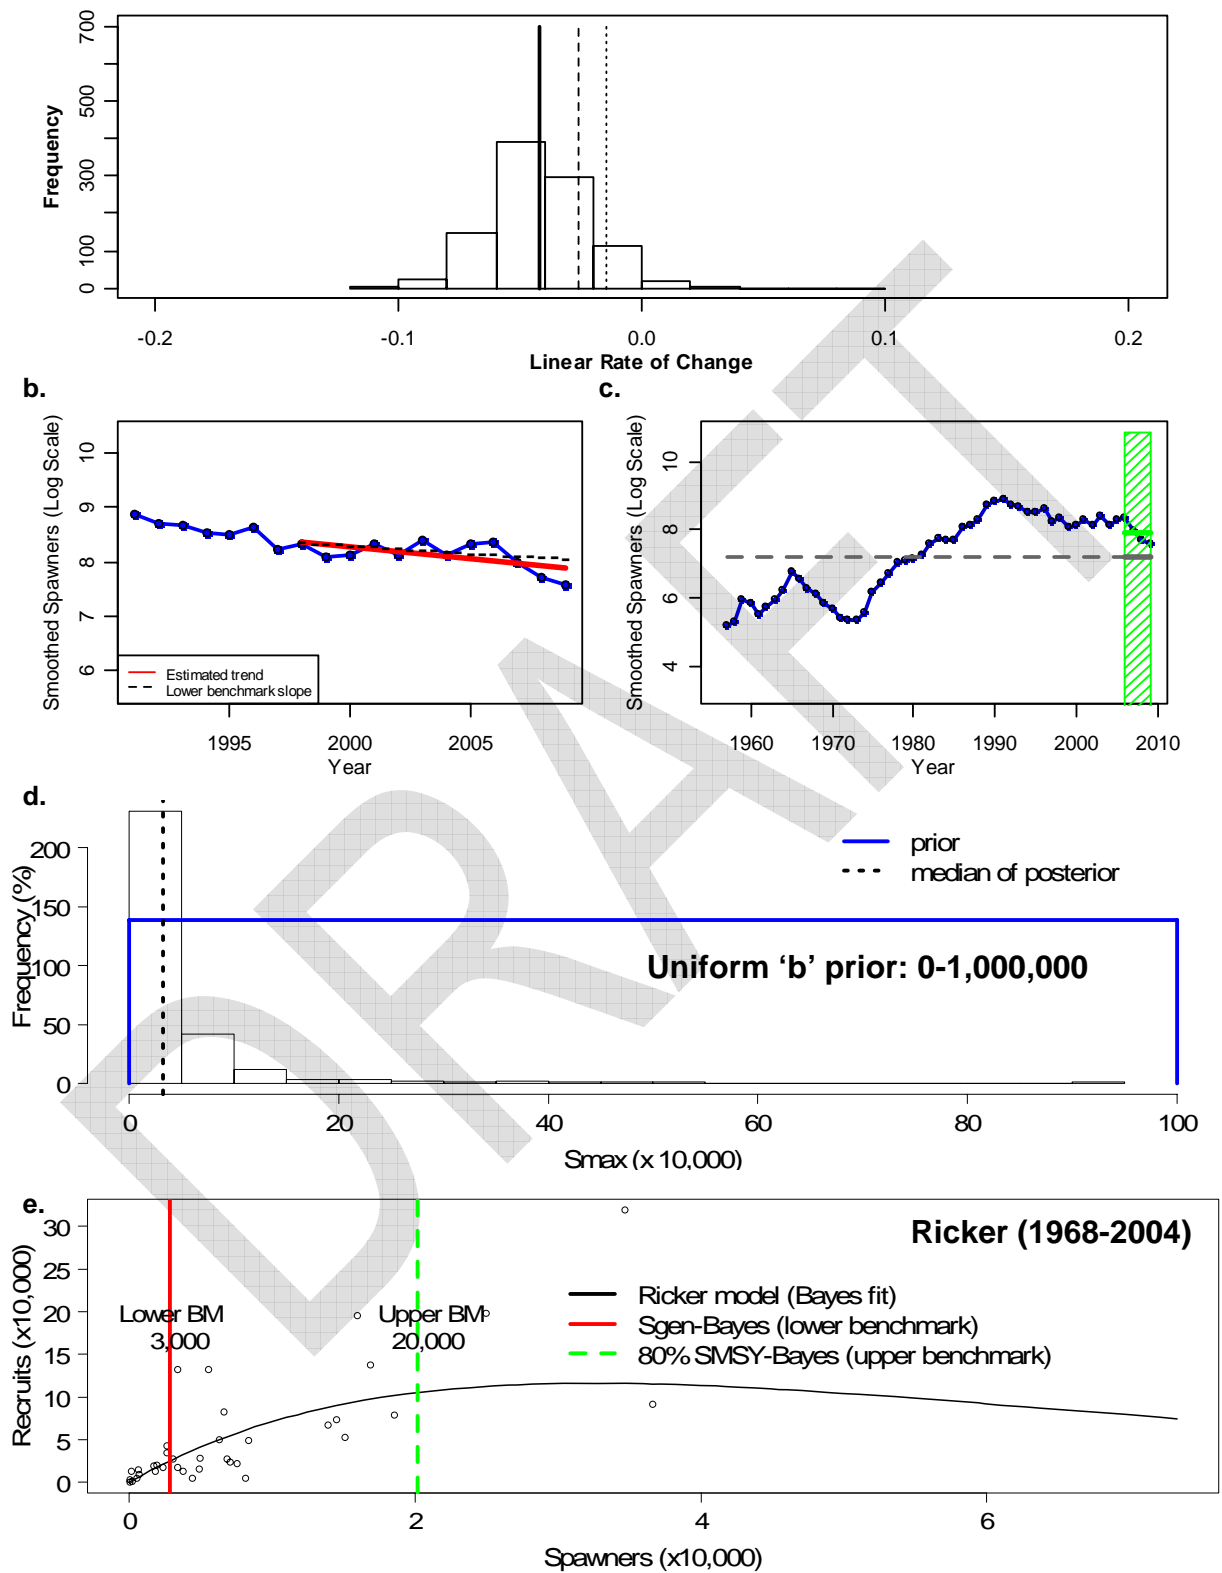 700
500
300
100
0
Frequency
-0.2
-0.1
0.0
0.1
0.2
Linear Rate of Change
b.
c.
10
9
8
7
6
Smoothed Spawners (Log Scale)
Estimated trend
Lower benchmark slope
1995
2000
2005
Year
10
8
6
4
Smoothed Spawners (Log Scale)
1960
1970
1980
1990
2000
2010
Year
d.
200
150
100
50
0
Frequency (%)
prior
median of posterior
Uniform ‘b’ prior: 0-1,000,000
0
20
40
60
80
100
Smax (x 10,000)
e.
30
25
20
15
10
5
0
Recruits (x10,000)
Ricker (1968-2004)
Lower BM
3,000
Upper BM
20,000
Ricker model (Bayes fit)
Sgen-Bayes (lower benchmark)
80% SMSY-Bayes (upper benchmark)
0
2
4
6
Spawners (x10,000)
DRAFT